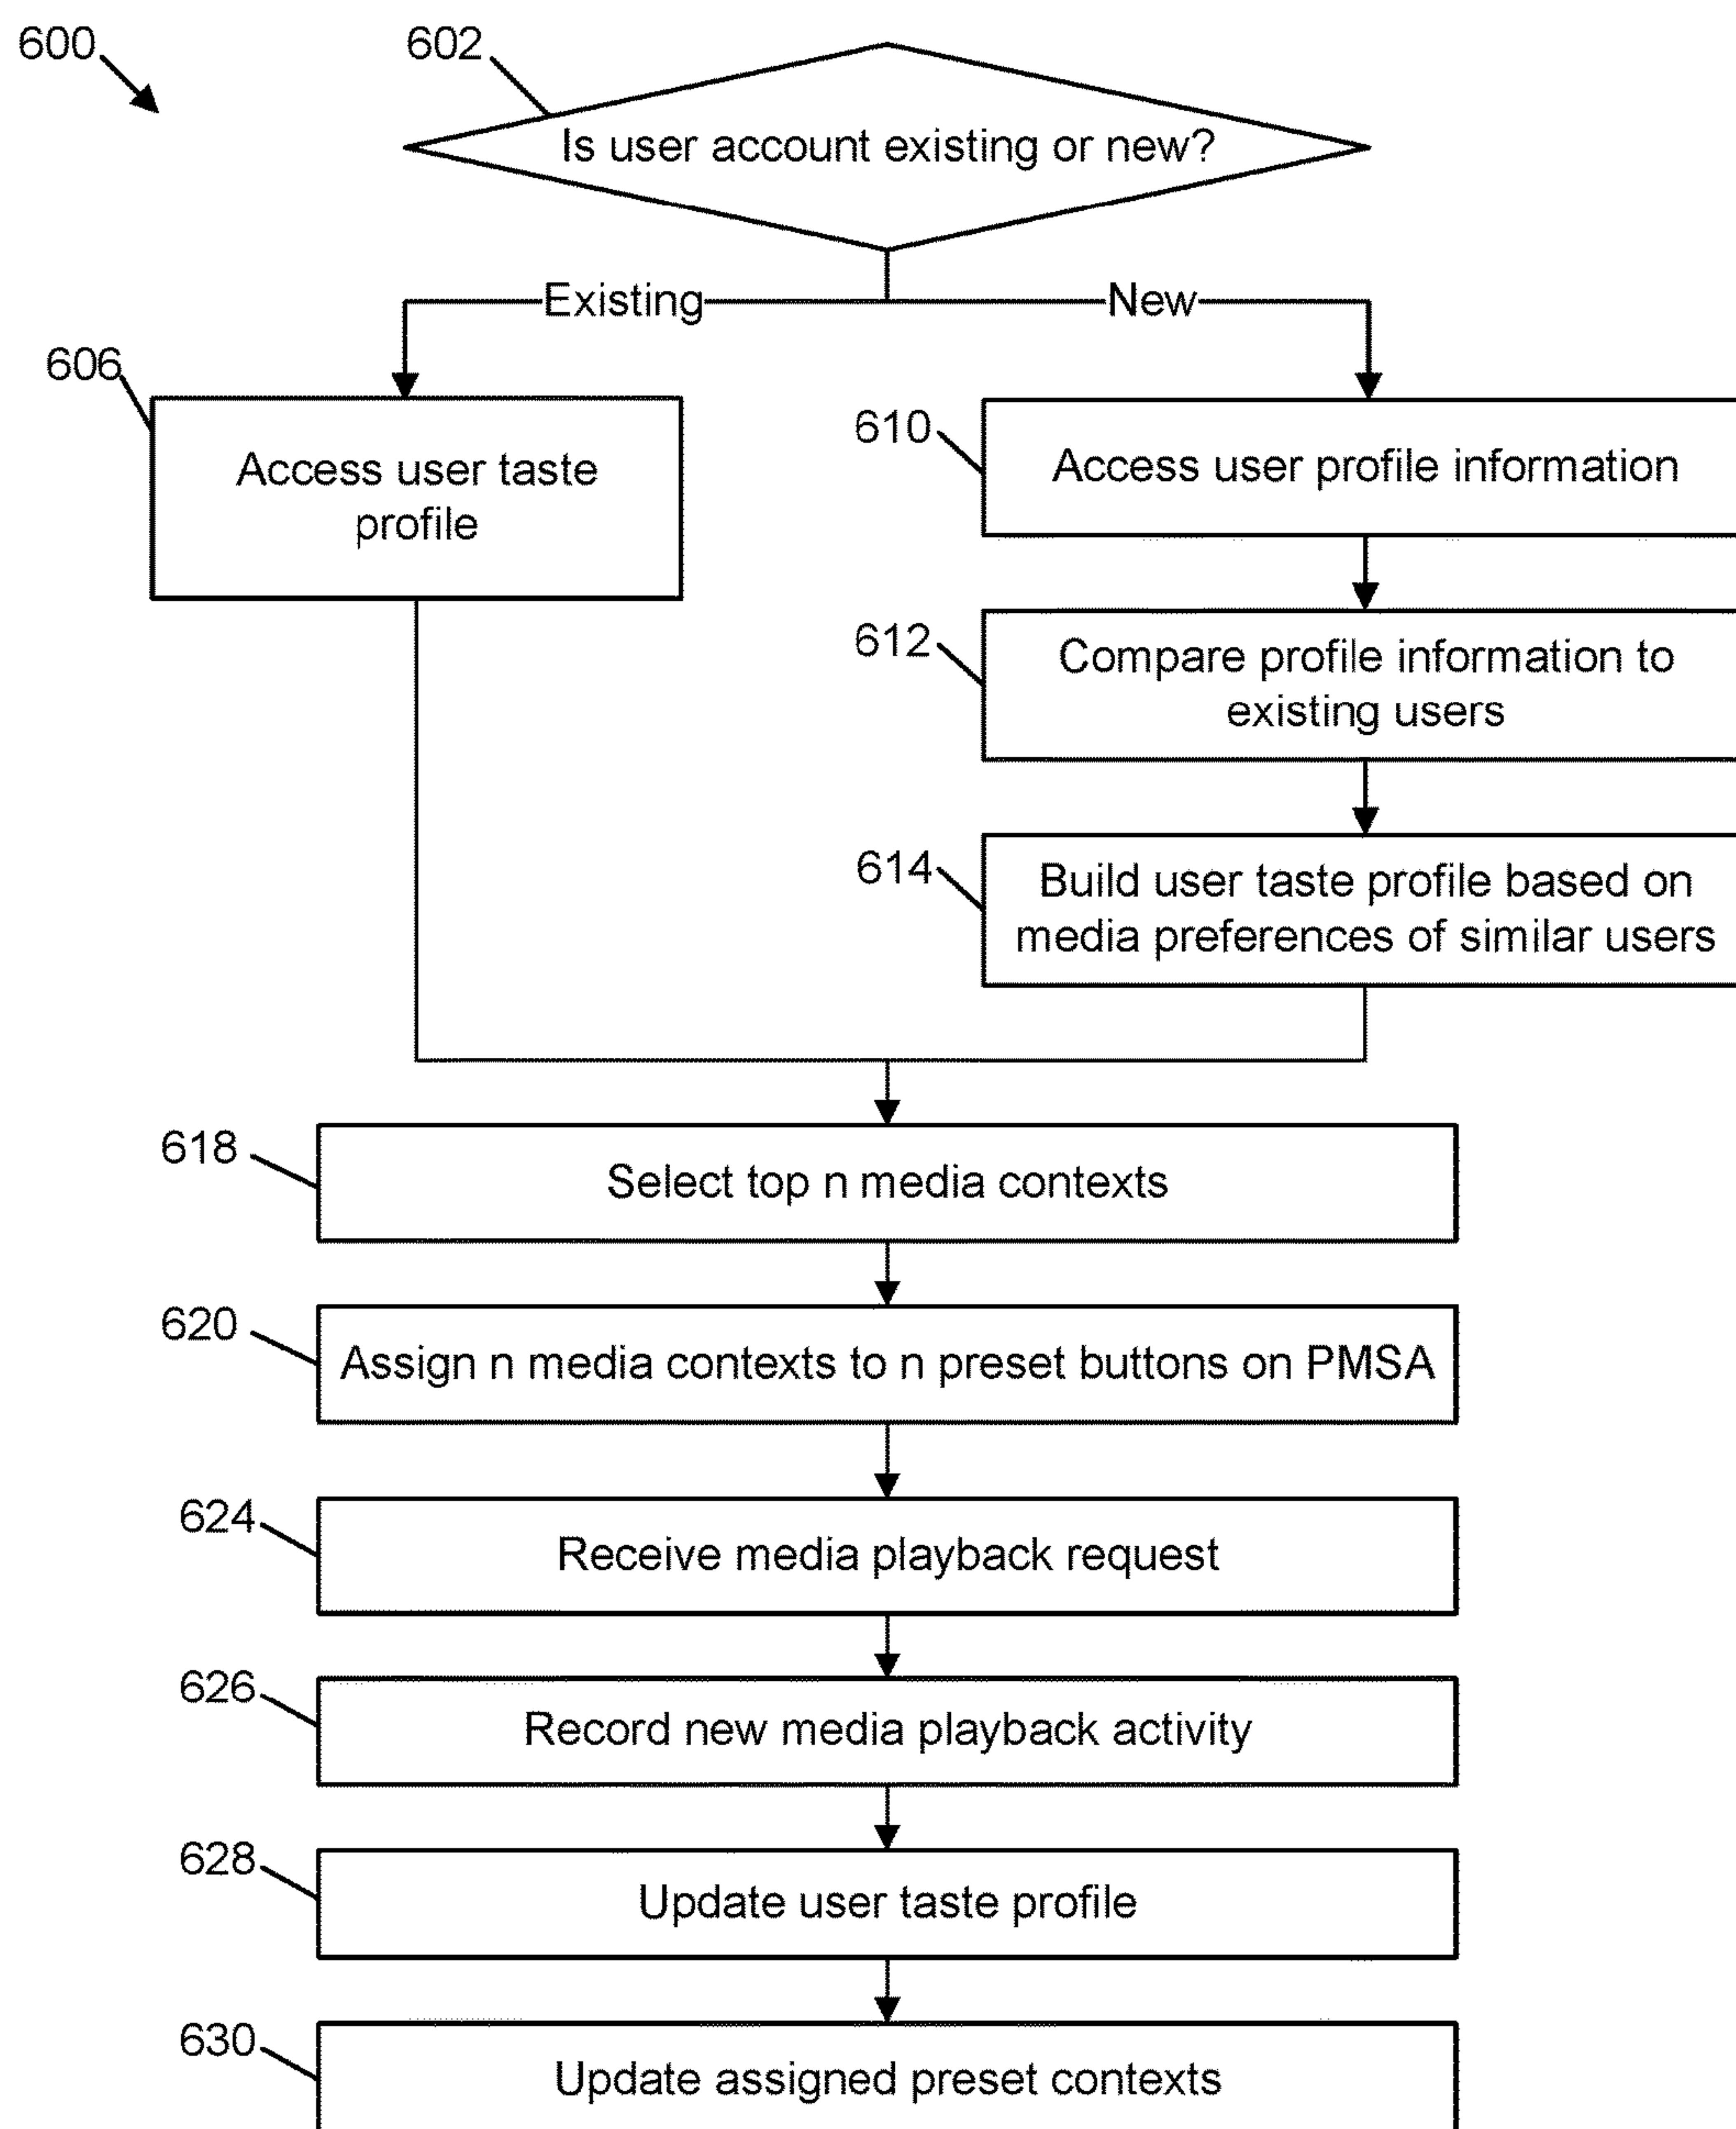 600
602
Is user account existing or new?
Existing
New
606
Access user taste
profile
610
Access user profile information
612
Compare profile information to
existing users
614
Build user taste profile based on
media preferences of similar users
618
Select top n media contexts
620
Assign n media contexts to n preset buttons on PMSA
624
Receive media playback request
626
Record new media playback activity
628
Update user taste profile
630
Update assigned preset contexts